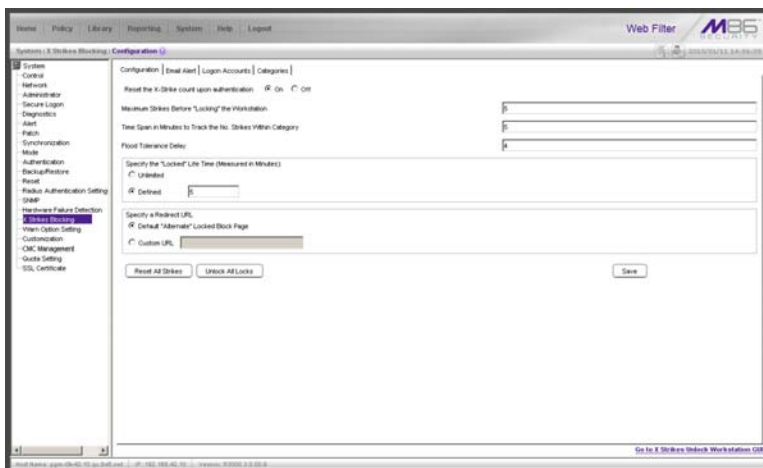 Home Policy Library Reporting System Help Logout
Web Filter
M86 SECURITY
System : X Strikes Blocking : Configuration
System
Control
Network
Administrator
Secure Logon
Diagnostics
Alert
Patch
Synchronization
Mode
Authentication
Backup/Restore
Reset
Radius Authentication Setting
SNMP
Hardware Failure Detection
X Strikes Blocking
Warn Option Setting
Customization
CMC Management
Quota Setting
SSL Certificate
Configuration Email Alert Logon Accounts Categories
Reset the X-Strike count upon authentication On Off
Maximum Strikes Before "Locking" the Workstation 5
Time Span in Minutes to Track the No. Strikes Within Category 5
Flood Tolerance Delay 4
Specify the "Locked" Life Time (Measured in Minutes)
Unlimited
Defined 5
Specify a Redirect URL
Default "Alternate" Locked Block Page
Custom URL
Reset All Strikes Unlock All Locks Save
Go to X Strikes Unlock Workstation GUI
Host Name: